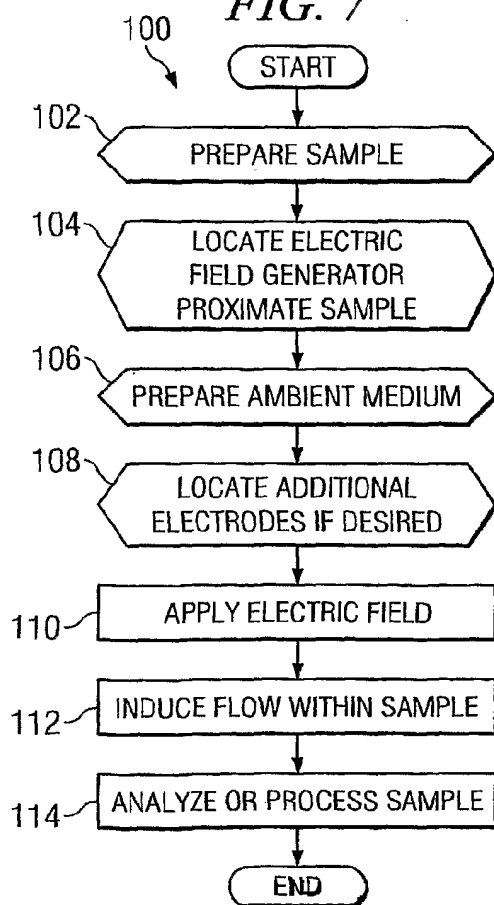 FIG. 7
100
START
102
PREPARE SAMPLE
104
LOCATE ELECTRIC
FIELD GENERATOR
PROXIMATE SAMPLE
106
PREPARE AMBIENT MEDIUM
108
LOCATE ADDITIONAL
ELECTRODES IF DESIRED
110
APPLY ELECTRIC FIELD
112
INDUCE FLOW WITHIN SAMPLE
114
ANALYZE OR PROCESS SAMPLE
END